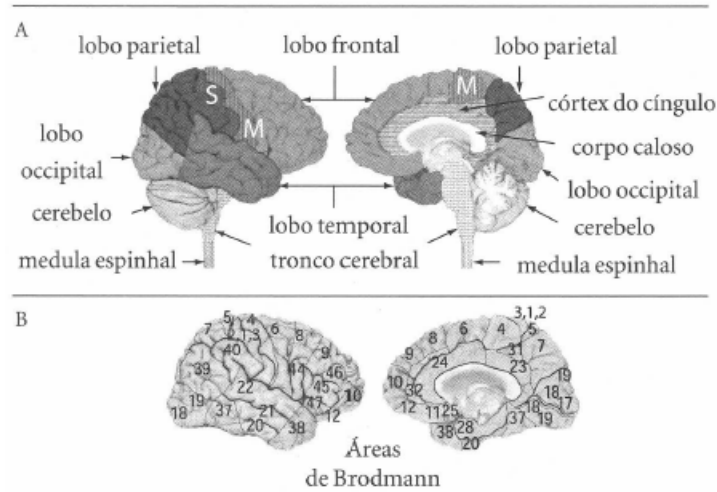 A
lobo parietal
lobo frontal
lobo parietal
S
M
M
córtex do cíngulo
corpo caloso
lobo
occipital
lobo occipital
cerebelo
lobo temporal
cerebelo
medula espinhal
tronco cerebral
medula espinhal
B
5 4 6 8
7 2 1,3
40 9
39 44 46
22 45 10
19 47
18 37 21 12
20 38
3,1,2
8 6 4 5
9 31 7
24 23
10 32 19
12 18
11 25 18 17
38 28 37 19
20
Áreas
de Brodmann